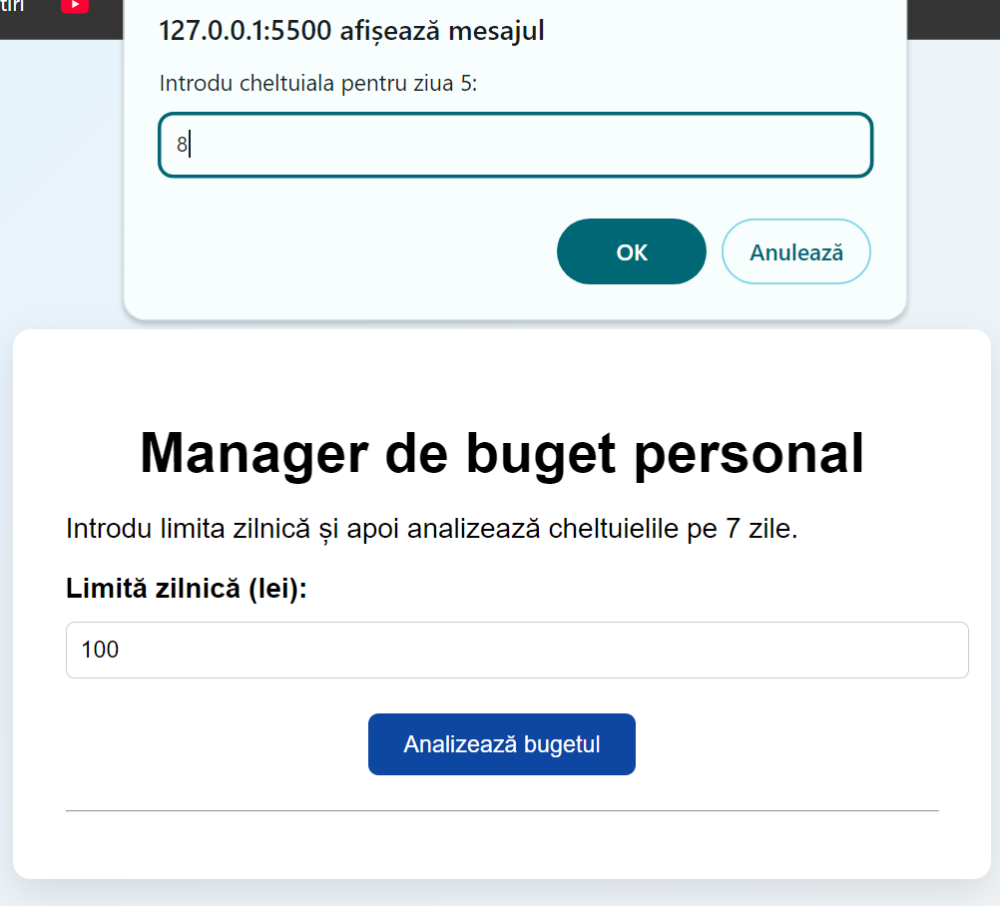 127.0.0.1:5500 afișează mesajul
Introdu cheltuiala pentru ziua 5:
8
OK
Anulează
Manager de buget personal
Introdu limita zilnică și apoi analizează cheltuielile pe 7 zile.
Limită zilnică (lei):
100
Analizează bugetul